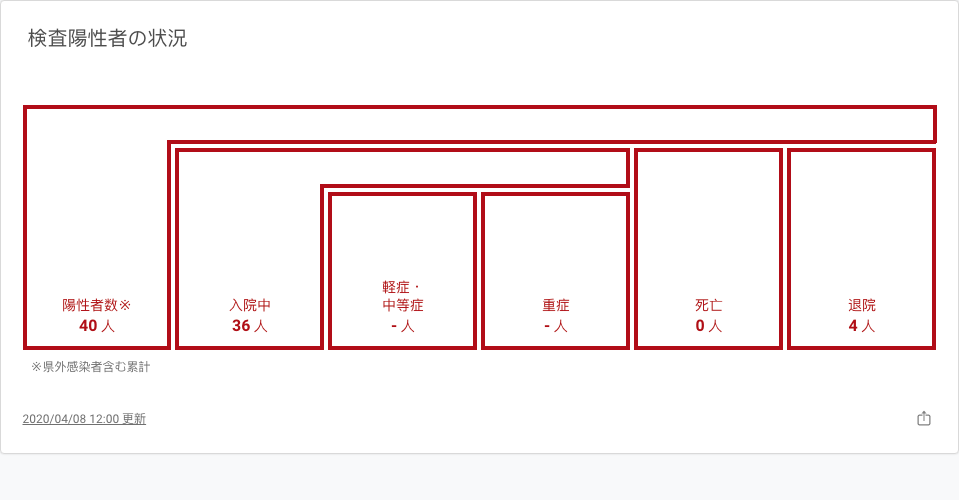 検査陽性者の状況
陽性者数※
40 人
入院中
36 人
軽症・
中等症
- 人
重症
- 人
死亡
0 人
退院
4 人
※県外感染者含む累計
2020/04/08 12:00 更新